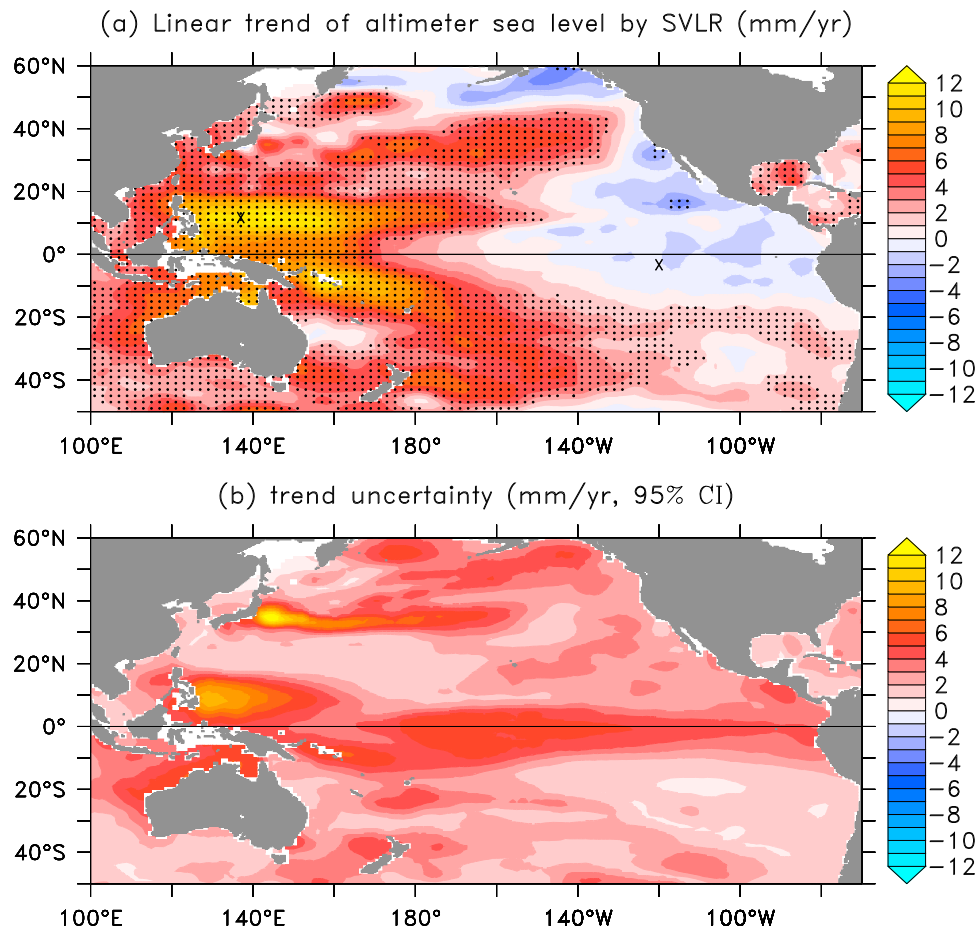 (a) Linear trend of altimeter sea level by SVLR (mm/yr)
60°N
40°N
20°N
0°
20°S
40°S
100°E 140°E 180° 140°W 100°W
X
X
12
10
8
6
4
2
0
−2
−4
−6
−8
−10
−12
(b) trend uncertainty (mm/yr, 95% CI)
60°N
40°N
20°N
0°
20°S
40°S
100°E 140°E 180° 140°W 100°W
12
10
8
6
4
2
0
−2
−4
−6
−8
−10
−12